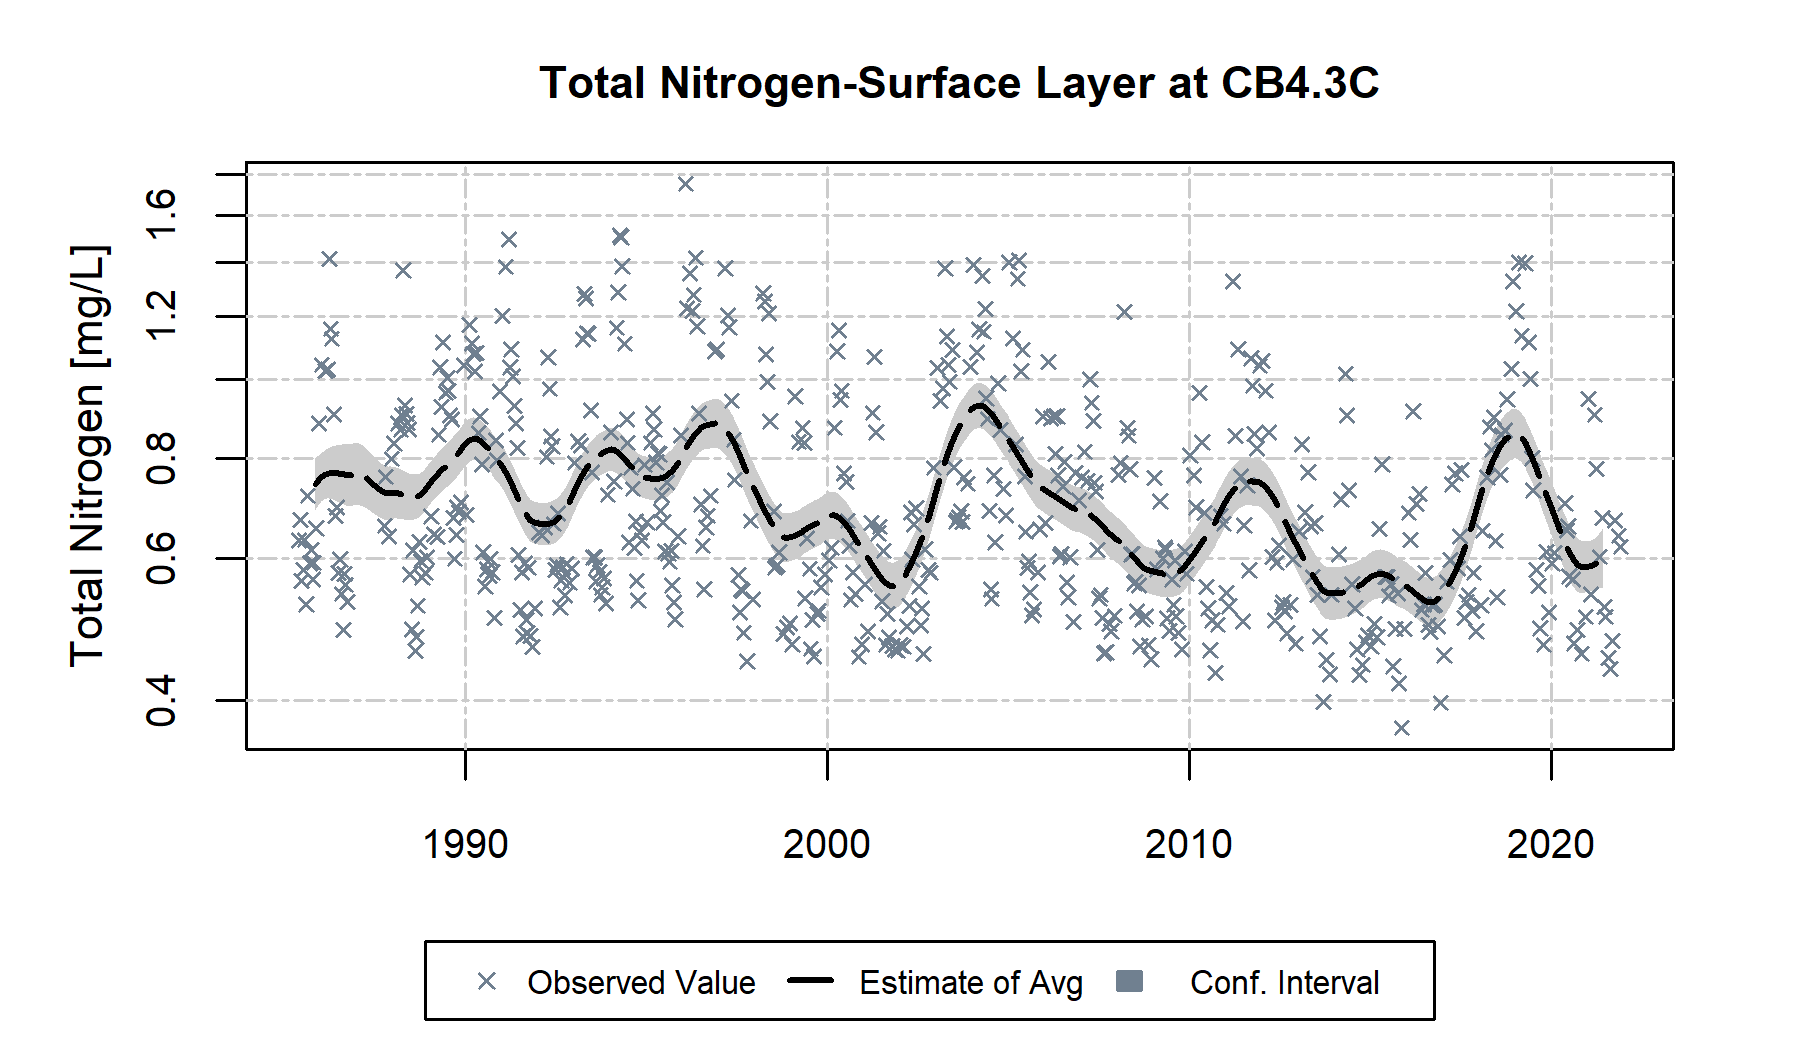 Total Nitrogen-Surface Layer at CB4.3C
Total Nitrogen [mg/L]
1.6
1.2
0.8
0.6
0.4
1990 2000 2010 2020
Observed Value Estimate of Avg Conf. Interval